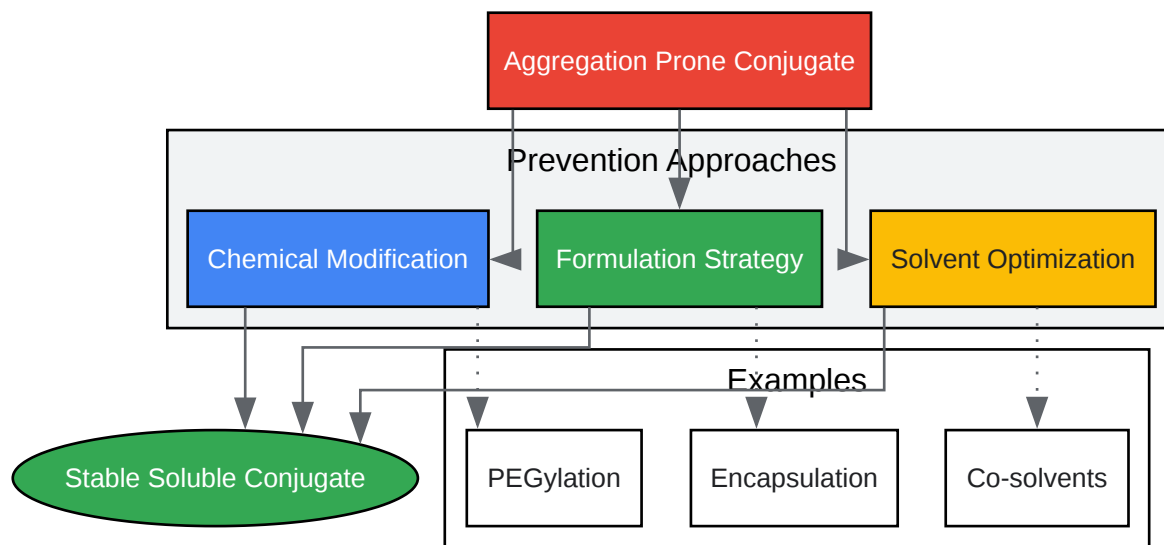 Aggregation Prone Conjugate
Prevention Approaches
Chemical Modification
Formulation Strategy
Solvent Optimization
Examples
Stable Soluble Conjugate
PEGylation
Encapsulation
Co-solvents